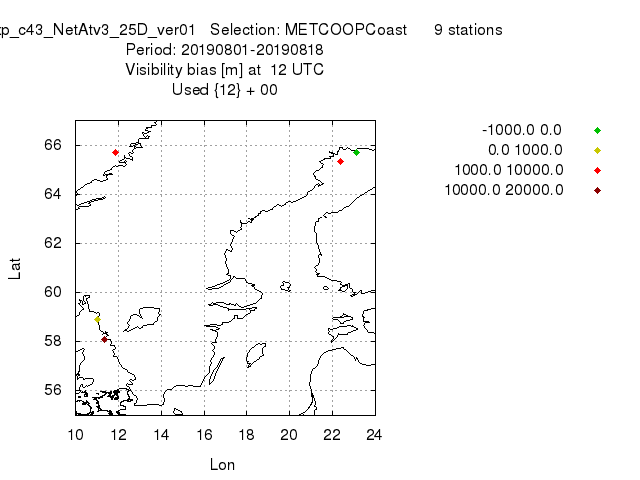 xp_c43_NetAtv3_25D_ver01 Selection: METCOOPCoast 9 stations
Period: 20190801-20190818
Visibility bias [m] at 12 UTC
Used {12} + 00
-1000.0 0.0
0.0 1000.0
1000.0 10000.0
10000.0 20000.0
66
64
62
60
58
56
Lat
10 12 14 16 18 20 22 24
Lon